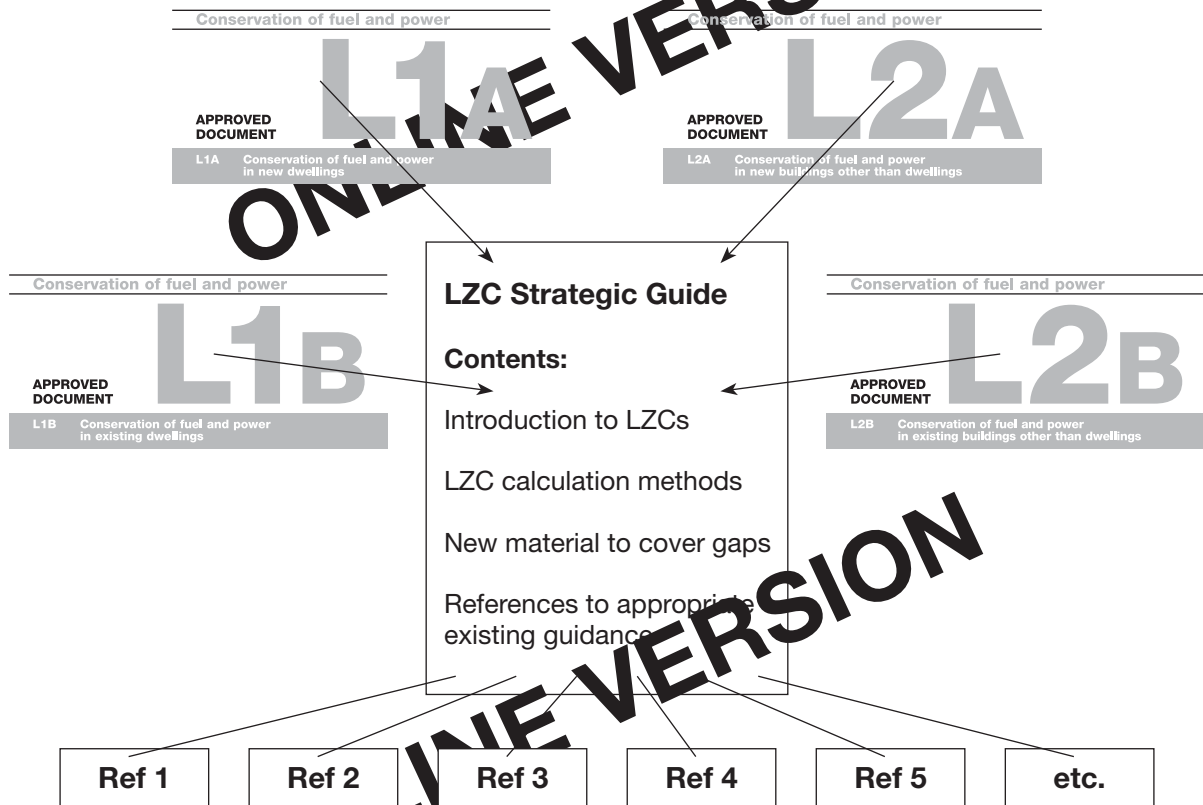 Conservation of fuel and power
L1A
APPROVED
DOCUMENT
L1A Conservation of fuel and power
in new dwellings
Conservation of fuel and power
L2A
APPROVED
DOCUMENT
L2A Conservation of fuel and power
in new buildings other than dwellings
ONLINE VERS
Conservation of fuel and power
L1B
APPROVED
DOCUMENT
L1B Conservation of fuel and power
in existing dwellings
LZC Strategic Guide
Contents:
Introduction to LZCs
LZC calculation methods
New material to cover gaps
References to appropriate
existing guidance
Conservation of fuel and power
L2B
APPROVED
DOCUMENT
L2B Conservation of fuel and power
in existing buildings other than dwellings
LINE VERSION
Ref 1
Ref 2
Ref 3
Ref 4
Ref 5
etc.